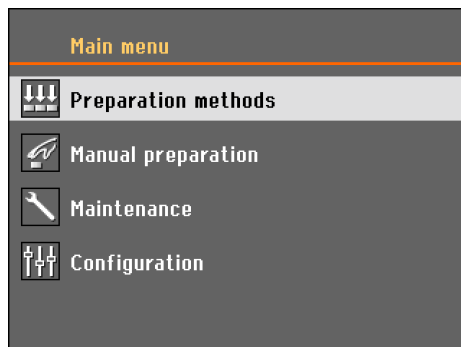 Main menu
Preparation methods
Manual preparation
Maintenance
Configuration